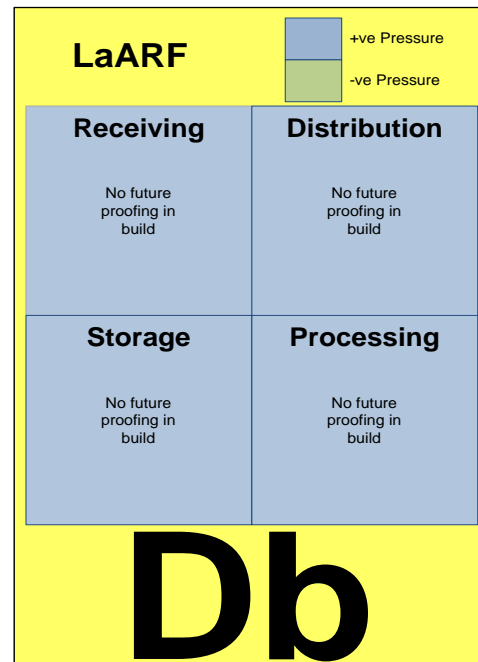 LaARF
+ve Pressure
-ve Pressure
Receiving
Distribution
No future
proofing in
build
No future
proofing in
build
Storage
Processing
No future
proofing in
build
No future
proofing in
build
Db